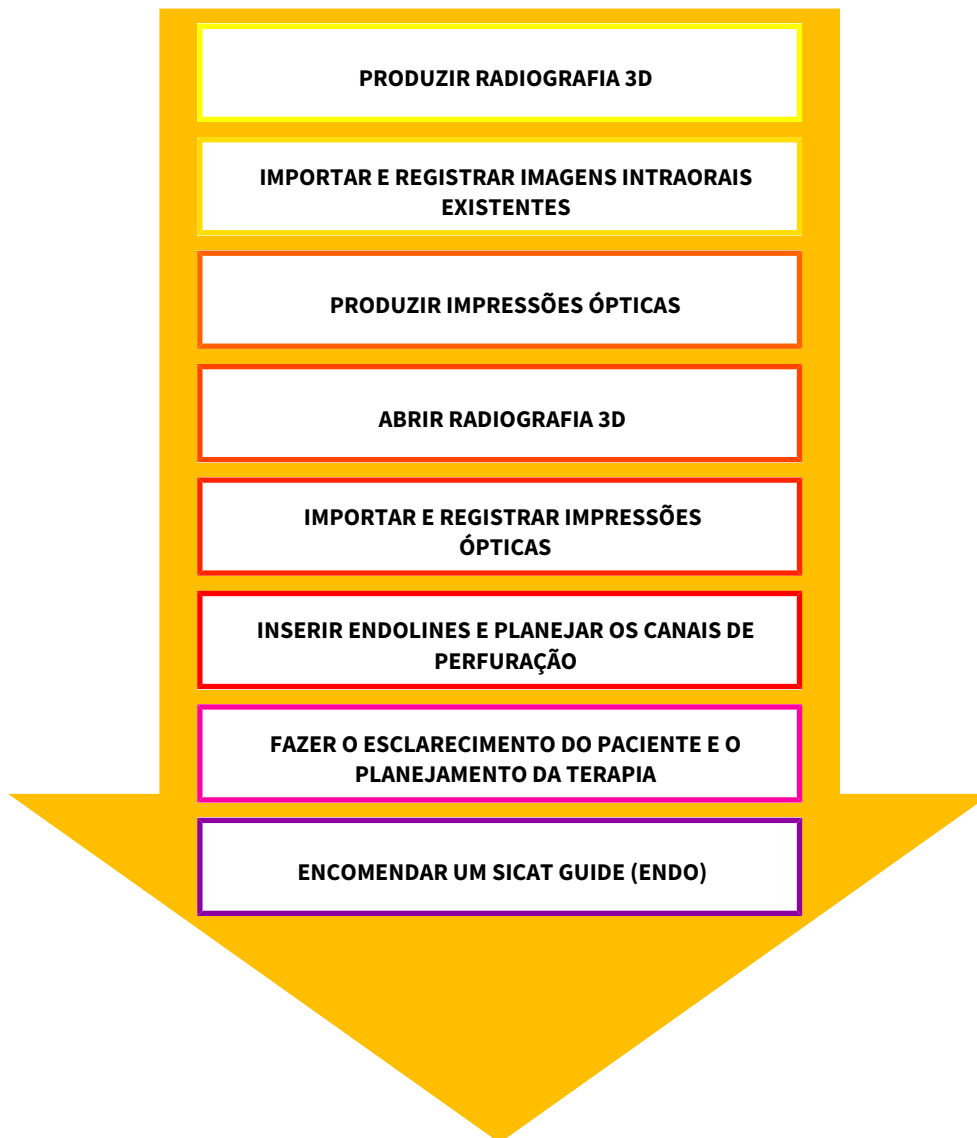 PRODUZIR RADIOGRAFIA 3D
IMPORTAR E REGISTRAR IMAGENS INTRAORAIS
EXISTENTES
PRODUZIR IMPRESSÕES ÓPTICAS
ABRIR RADIOGRAFIA 3D
IMPORTAR E REGISTRAR IMPRESSÕES
ÓPTICAS
INSERIR ENDOLINES E PLANEJAR OS CANAIS DE
PERFURAÇÃO
FAZER O ESCLARECIMENTO DO PACIENTE E O
PLANEJAMENTO DA TERAPIA
ENCOMENDAR UM SICAT GUIDE (ENDO)